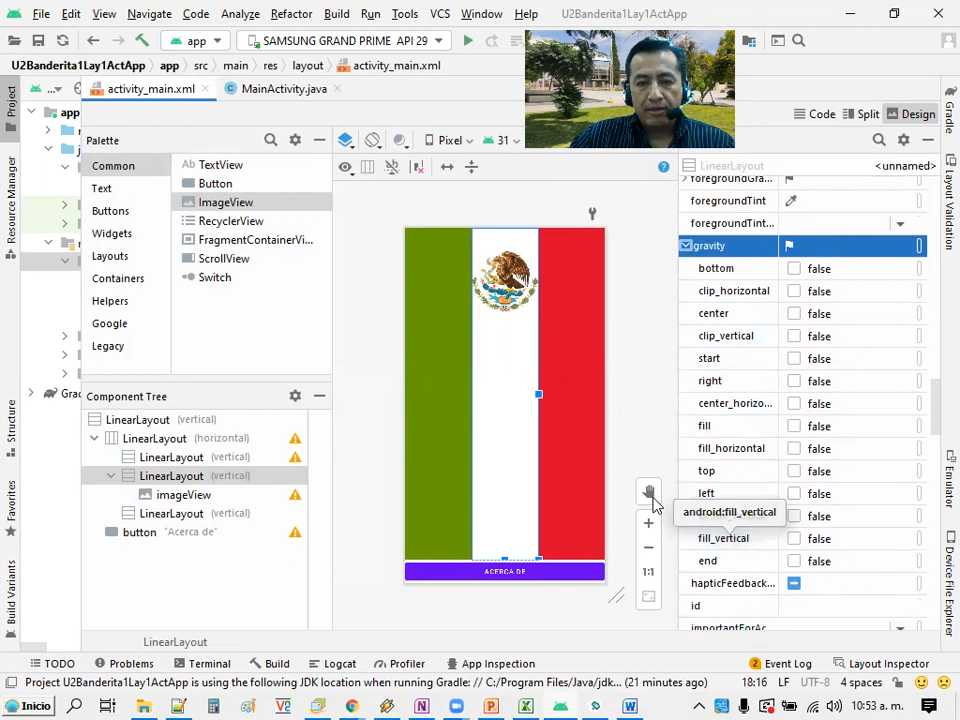 File Edit View Navigate Code Analyze Refactor Build Run Tools VCS Window Help U2Banderita1Lay1ActApp
app SAMSUNG GRAND PRIME API 29
U2Banderita1Lay1ActApp app src main res layout activity_main.xml
activity_main.xml MainActivity.java
Code Split Design
Project
Resource Manager
Structure
Favorites
Build Variants
app
Palette
Common
Text
Buttons
Widgets
Layouts
Containers
Helpers
Google
Legacy
Ab TextView
Button
ImageView
RecyclerView
FragmentContainerVi...
ScrollView
Switch
Component Tree
LinearLayout (vertical)
LinearLayout (horizontal)
LinearLayout (vertical)
LinearLayout (vertical)
imageView
LinearLayout (vertical)
button "Acerca de"
Pixel 31
ACERCA DE
1:1
LinearLayout <unnamed>
foregroundGra...
foregroundTint
foregroundTint...
gravity
bottom false
clip_horizontal false
center false
clip_vertical false
start false
right false
center_horizo... false
fill false
fill_horizontal false
top false
left false
android:fill_vertical
false
fill_vertical false
end false
hapticFeedback...
id
importantForAc...
Gradle
Layout Validation
Emulator
Device File Explorer
LinearLayout
TODO Problems Terminal Build Logcat Profiler App Inspection 2 Event Log Layout Inspector
Project U2Banderita1Lay1ActApp is using the following JDK location when running Gradle: // C:/Program Files/Java/jdk... (21 minutes ago) 18:16 LF UTF-8 4 spaces
Inicio 10:53 a. m.